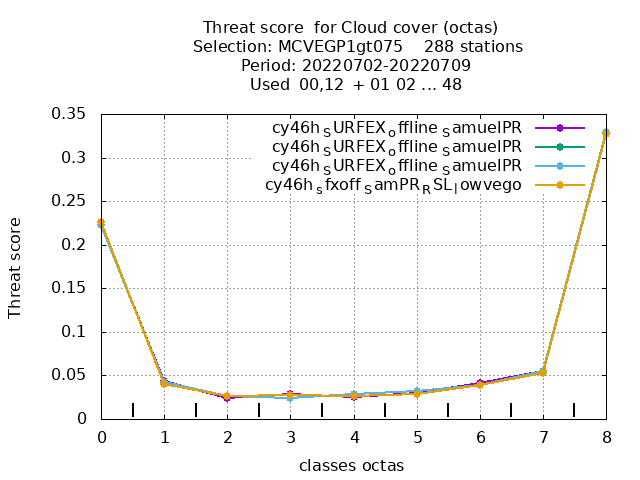 Threat score  for Cloud cover (octas)
Selection: MCVEGP1gt075    288 stations
Period: 20220702-20220709
Used  00,12  + 01 02 ... 48
cy46h_SURFEX_offline_SamuelPR
cy46h_SURFEX_offline_SamuelPR
cy46h_SURFEX_offline_SamuelPR
cy46h_sfxoff_SamPR_RSL_lowvego
0.35
0.3
0.25
0.2
0.15
0.1
0.05
0
Threat score
0 1 2 3 4 5 6 7 8
classes octas